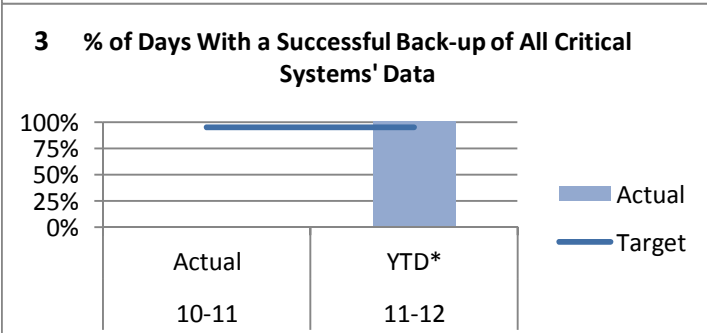 3 % of Days With a Successful Back-up of All Critical
Systems' Data
100%
75%
50%
25%
0%
Actual
Target
Actual YTD*
10-11 11-12